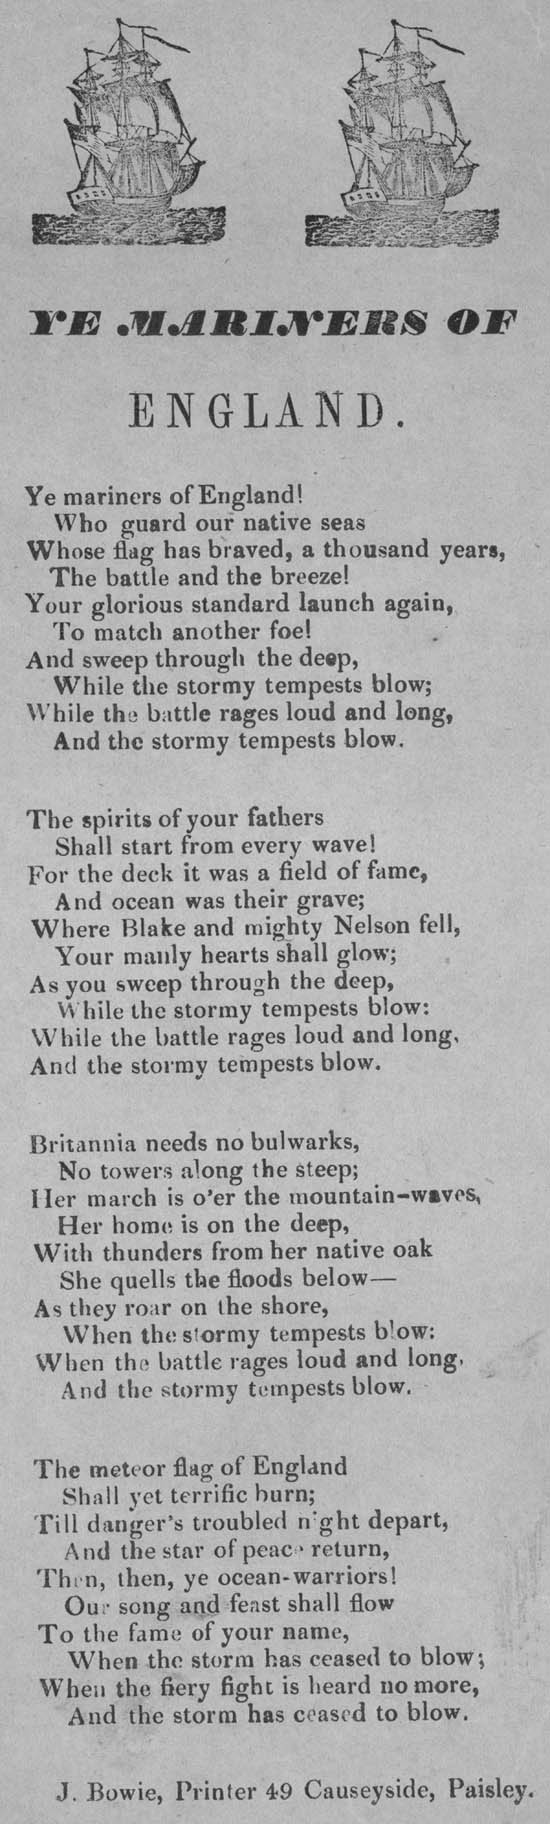 YE MARINERS OF
ENGLAND.
Ye mariners of England!
Who guard our native seas
Whose flag has braved, a thousand years,
The battle and the breeze!
Your glorious standard launch again,
To match another foe!
And sweep through the deep,
While the stormy tempests blow;
While the battle rages loud and long,
And the stormy tempests blow.
The spirits of your fathers
Shall start from every wave!
For the deck it was a field of fame,
And ocean was their grave;
Where Blake and mighty Nelson fell,
Your manly hearts shall glow;
As you sweep through the deep,
While the stormy tempests blow:
While the battle rages loud and long,
And the stormy tempests blow.
Britannia needs no bulwarks,
No towers along the steep;
Her march is o'er the mountain-waves,
Her home is on the deep,
With thunders from her native oak
She quells the floods below—
As they roar on the shore,
When the stormy tempests blow:
When the battle rages loud and long,
And the stormy tempests blow.
The meteor flag of England
Shall yet terrific burn;
Till danger's troubled night depart,
And the star of peace return,
Then, then, ye ocean-warriors!
Our song and feast shall flow
To the fame of your name,
When the storm has ceased to blow;
When the fiery fight is heard no more,
And the storm has ceased to blow.
J. Bowie, Printer 49 Causeyside, Paisley.